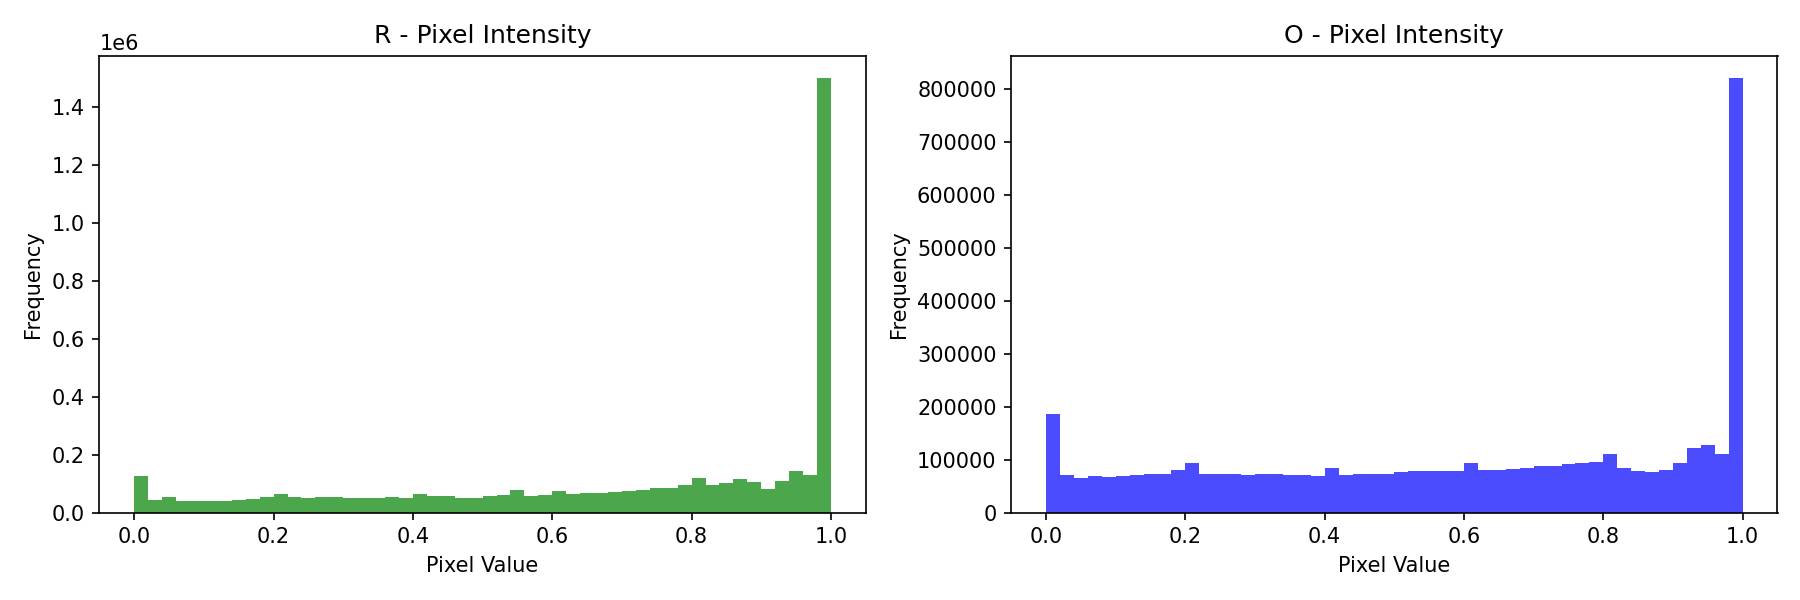 R - Pixel Intensity
1e6
Frequency
1.4
1.2
1.0
0.8
0.6
0.4
0.2
0.0
0.0 0.2 0.4 0.6 0.8 1.0
Pixel Value
O - Pixel Intensity
Frequency
800000
700000
600000
500000
400000
300000
200000
100000
0
0.0 0.2 0.4 0.6 0.8 1.0
Pixel Value